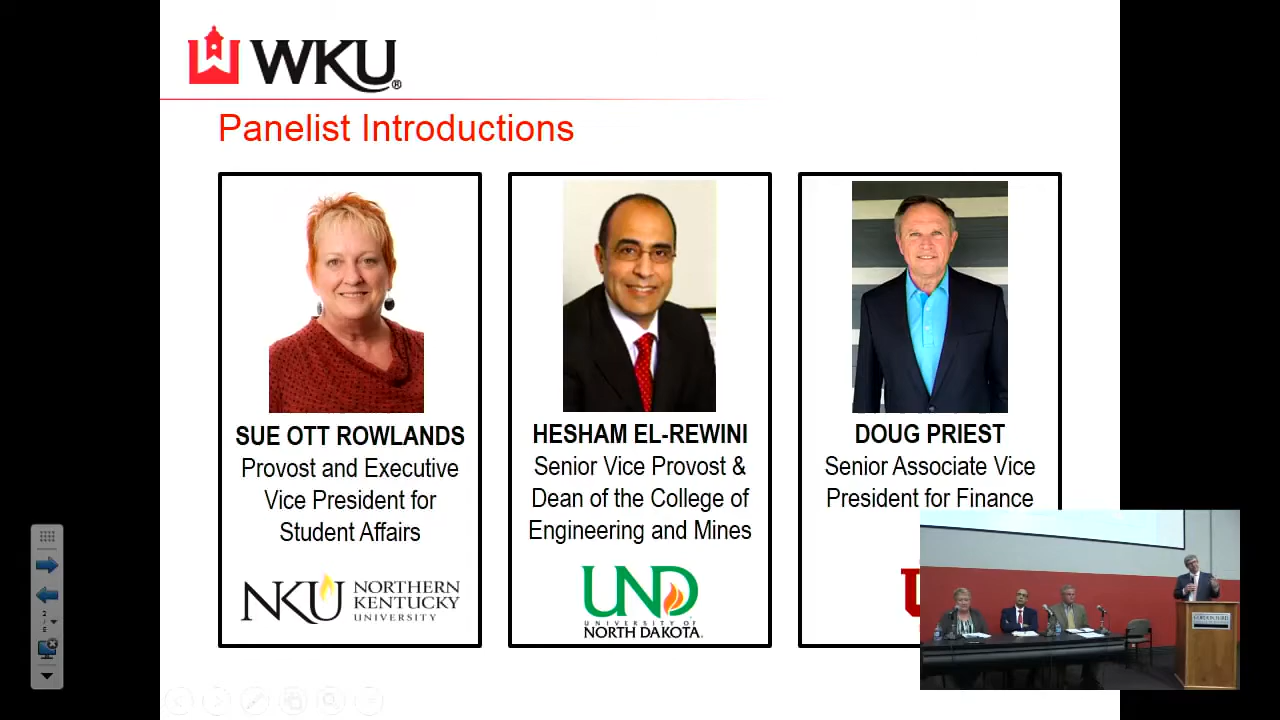 WKU®
Panelist Introductions
SUE OTT ROWLANDS
Provost and Executive
Vice President for
Student Affairs
NKU NORTHERN
KENTUCKY
UNIVERSITY
HESHAM EL-REWINI
Senior Vice Provost &
Dean of the College of
Engineering and Mines
UND
UNIVERSITY OF
NORTH DAKOTA.
DOUG PRIEST
Senior Associate Vice
President for Finance